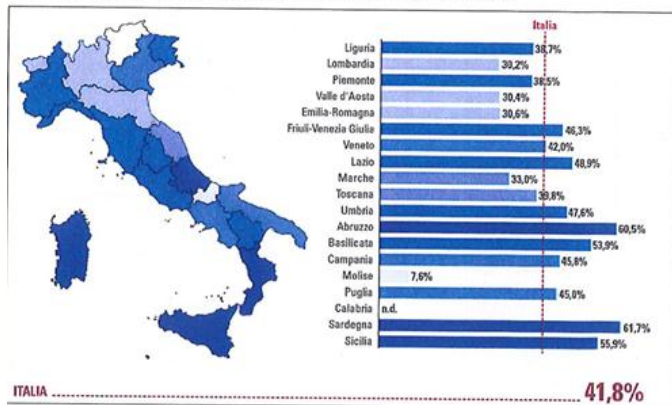 Italia
Liguria 38,7%
Lombardia 30,2%
Piemonte 38,5%
Valle d'Aosta 30,4%
Emilia-Romagna 30,6%
Friuli-Venezia Giulia 46,3%
Veneto 42,0%
Lazio 48,9%
Marche 33,0%
Toscana 39,8%
Umbria 47,6%
Abruzzo 60,5%
Basilicata 53,9%
Campania 45,8%
Molise 7,6%
Puglia 45,0%
Calabria n.d.
Sardegna 61,7%
Sicilia 55,9%
ITALIA 41,8%